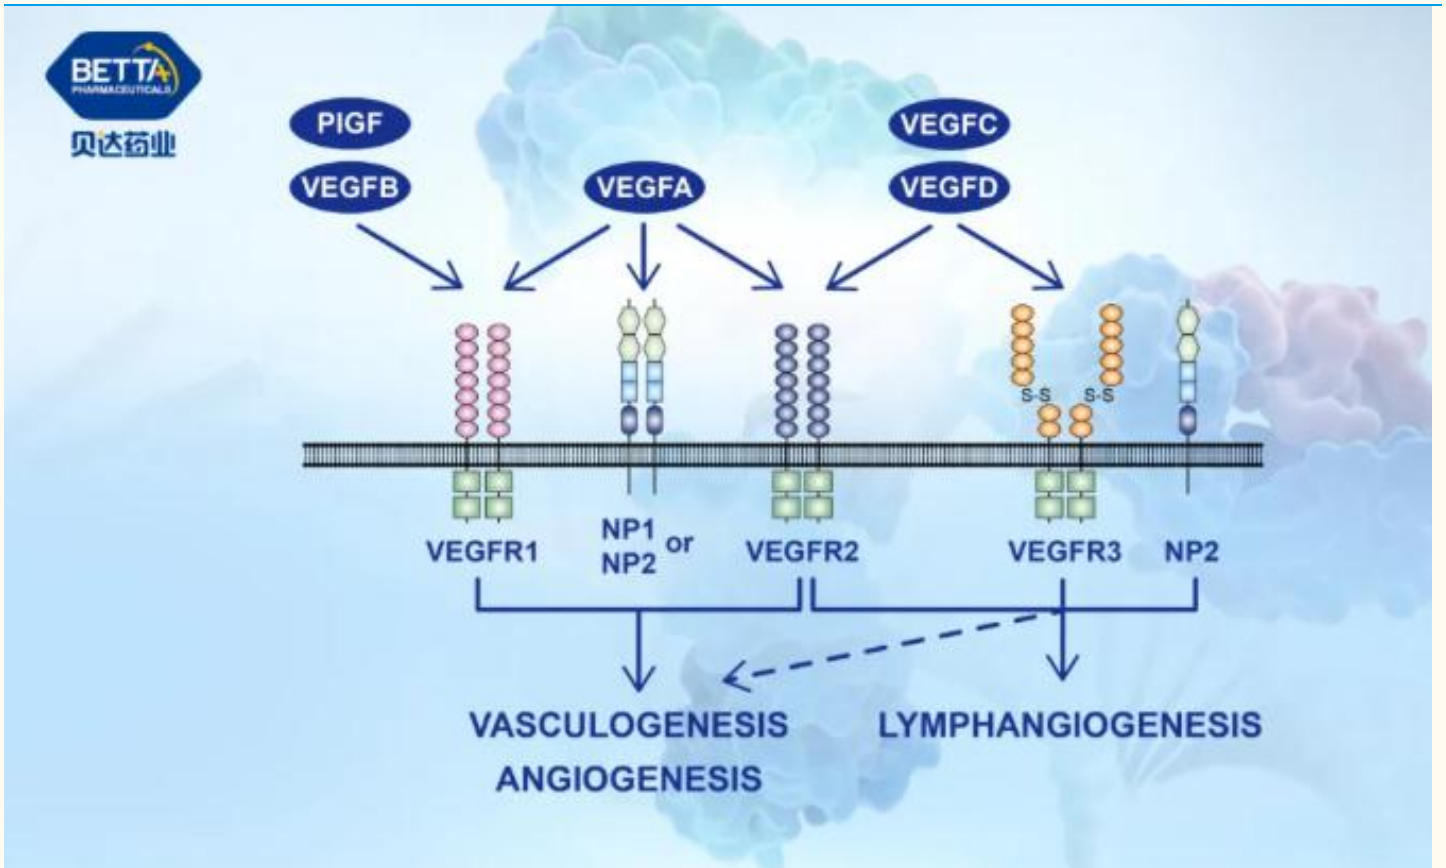 BETTA
PHARMACEUTICALS
贝达药业
PIGF
VEGFC
VEGFB
VEGFA
VEGFD
S-S
S-S
VEGFR1
NP1
NP2
or
VEGFR2
VEGFR3
NP2
VASCULOGENESIS
LYMPHANGIOGENESIS
ANGIOGENESIS